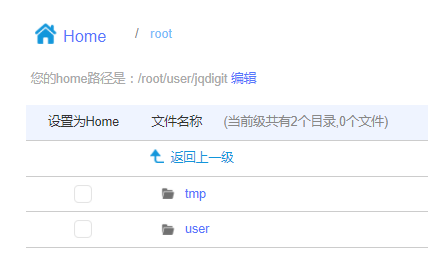 Home / root
您的home路径是：/root/user/jqdigit 编辑
设置为Home 文件名称 (当前级共有2个目录,0个文件)
返回上一级
tmp
user